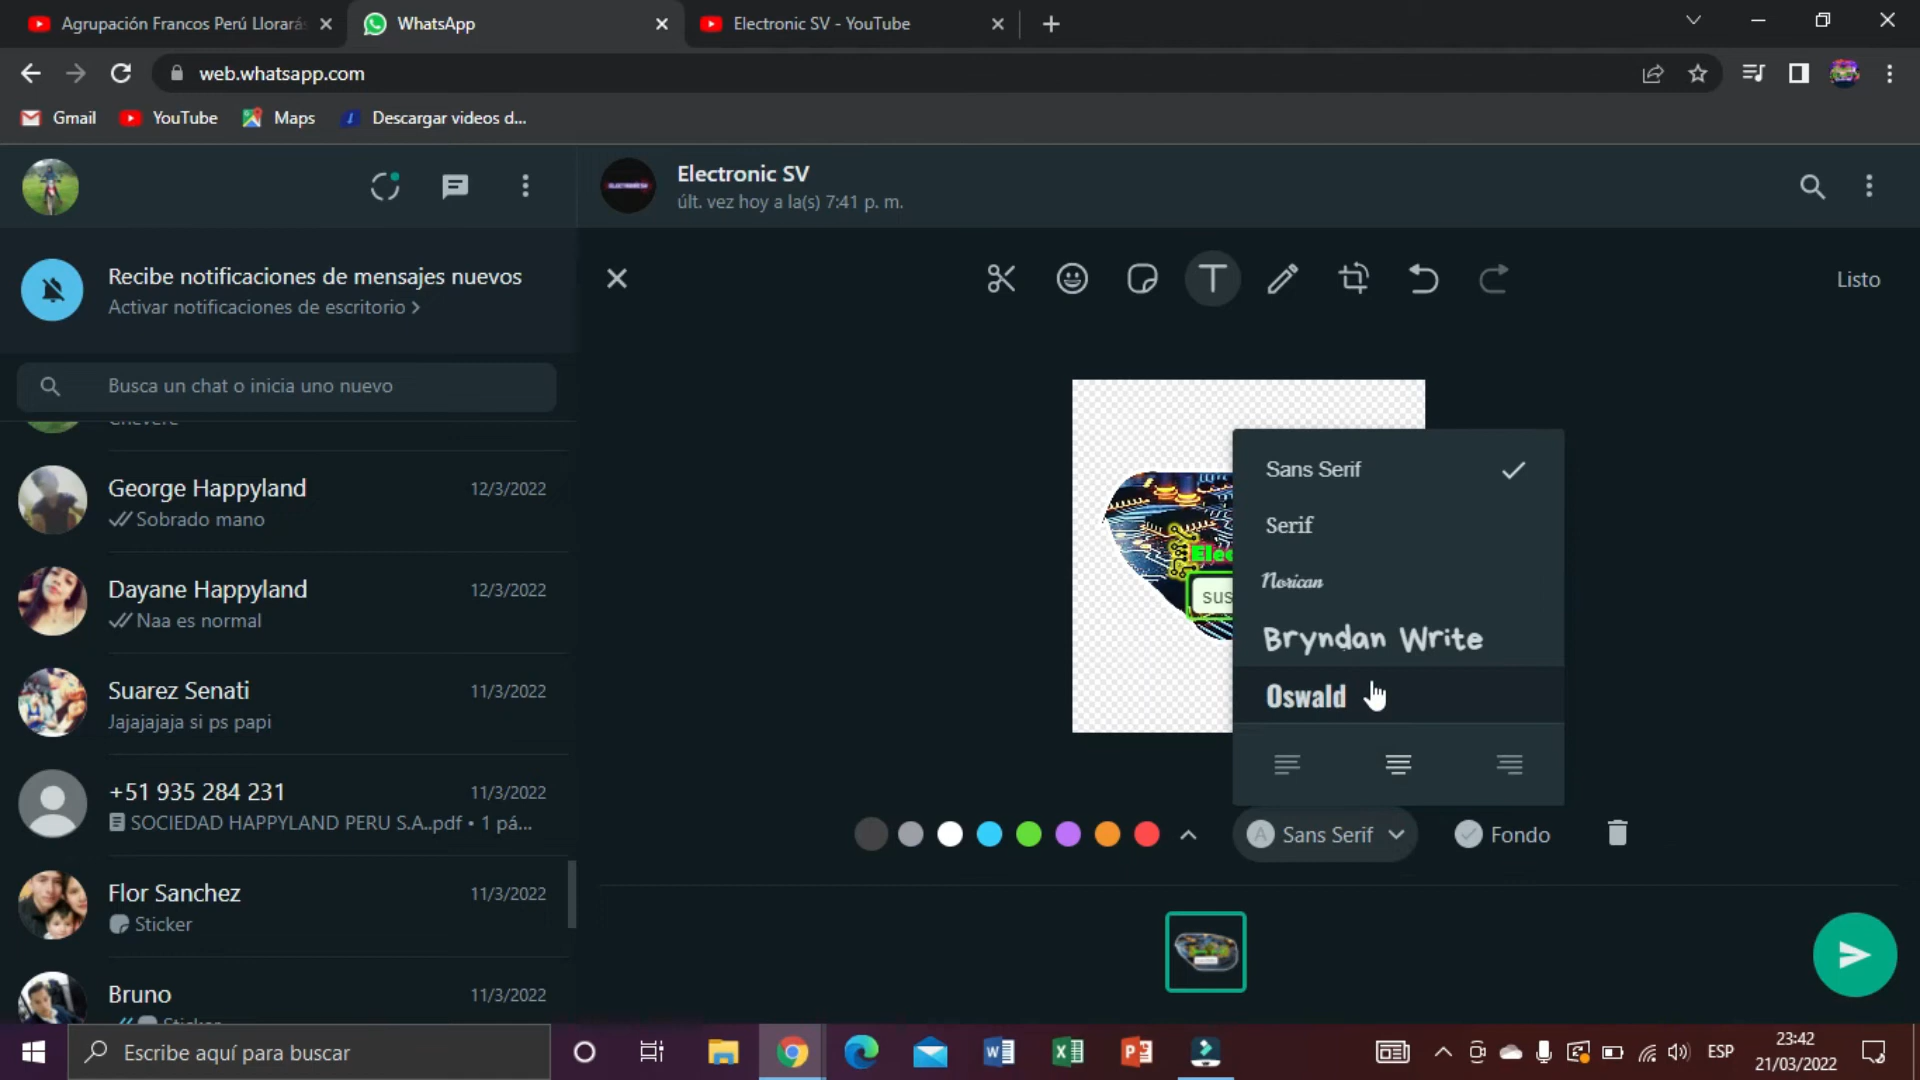 Agrupación Francos Perú Llorarás
WhatsApp
Electronic SV - YouTube
web.whatsapp.com
Gmail
YouTube
Maps
Descargar videos d...
Electronic SV
últ. vez hoy a la(s) 7:41 p. m.
Recibe notificaciones de mensajes nuevos
Activar notificaciones de escritorio
Listo
Busca un chat o inicia uno nuevo
George Happyland 12/3/2022
Sobrado mano
Dayane Happyland 12/3/2022
Naa es normal
Suarez Senati 11/3/2022
Jajajajaja si ps papi
+51 935 284 231 11/3/2022
SOCIEDAD HAPPYLAND PERU S.A..pdf • 1 pá...
Flor Sanchez 11/3/2022
Sticker
Bruno 11/3/2022
Sticker
Elec
sus
Sans Serif
Serif
Norican
Bryndan Write
Oswald
A Sans Serif
Fondo
Escribe aquí para buscar
ESP
23:42
21/03/2022